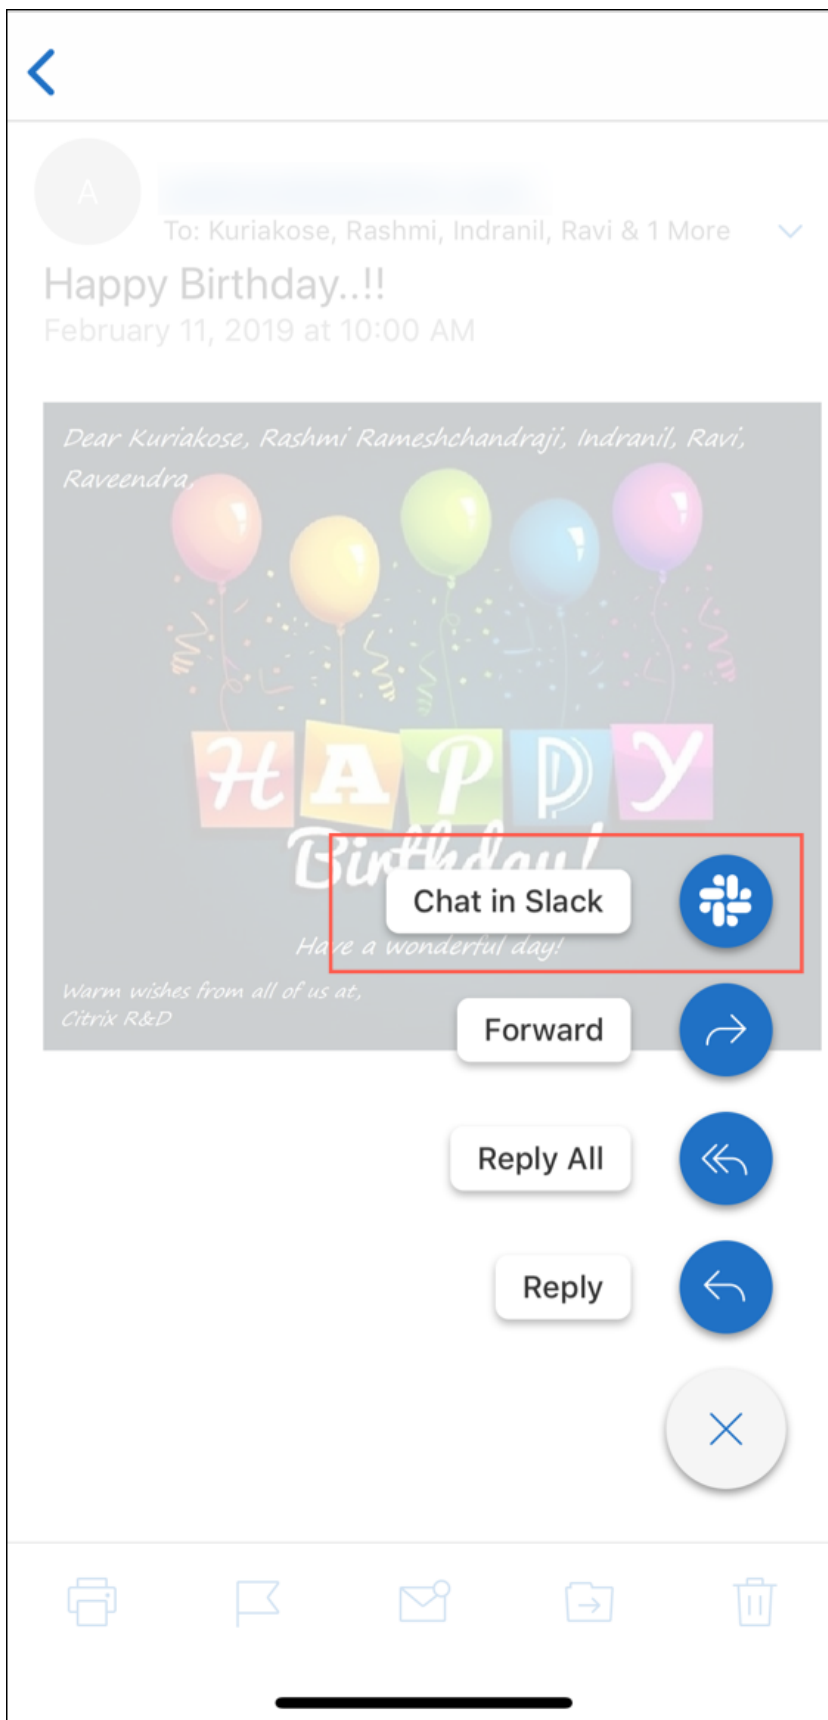 A
To: Kuriakose, Rashmi, Indranil, Ravi & 1 More
Happy Birthday..!!
February 11, 2019 at 10:00 AM
Dear Kuriakose, Rashmi Rameshchandraji, Indranil, Ravi,
Raveendra,
HAPPY
Birthday!
Chat in Slack
Have a wonderful day!
Warm wishes from all of us at,
Citrix R&D
Forward
Reply All
Reply